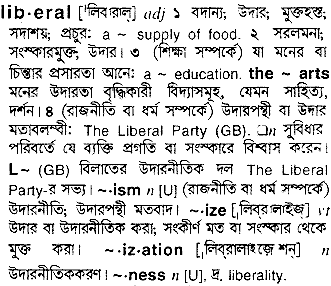 lib·eral ['লিবারাল্] adj ১ বদান্য; উদার; মুক্তহস্ত;
সদাশয়; প্রচুর: a ~ supply of food. ২ সরলমনা;
সংস্কারমুক্ত; উদার। ৩ (শিক্ষা সম্পর্কে) যা মনের বা
চিন্তার প্রসারতা আনে: a ~ education. the ~ arts
মনের উদারতা বৃদ্ধিকারী বিদ্যাসমূহ, যেমন সাহিত্য,
দর্শন। ৪ (রাজনীতি বা ধর্ম সম্পর্কে) উদারপন্থী বা উদার
মতাবলম্বী: The Liberal Party (GB). □n সুবিধার
পরিবর্তে যে ব্যক্তি প্রগতি বা সংস্কারে বিশ্বাস করেন।
L~ (GB) বিলাতের উদারনীতিক দল The Liberal
Party-র সভ্য। ~·ism n [U] (রাজনীতি বা ধর্ম সম্পর্কে)
উদারনীতি; উদারপন্থী মতবাদ। ~·ize [ˌলিব্‌রালাইজ়্] vt
উদার বা উদারনীতিক করা; সংকীর্ণ মত বা সংস্কার থেকে
মুক্ত করা। ~·iz·ation [ˌলিব্‌রালাইজ়েশ্‌ন্] n
উদারনীতিককরণ। ~·ness n [U], দ্র. liberality.